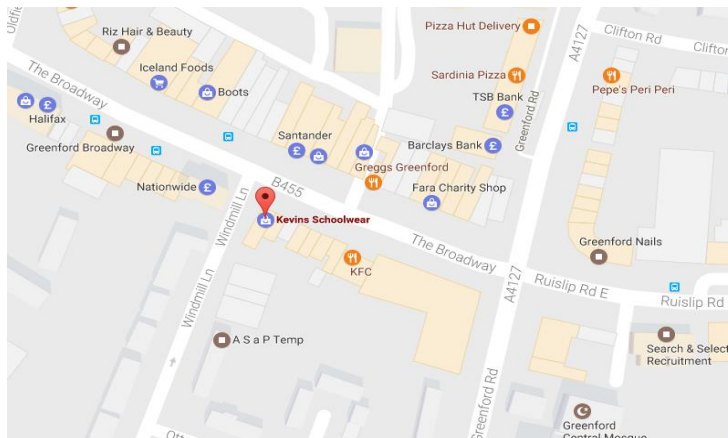 Oldfie
Riz Hair & Beauty
Pizza Hut Delivery
A4127
Clifton Rd
Clifton
The Broadway
Iceland Foods
Boots
Sardinia Pizza
Pepe's Peri Peri
TSB Bank
Halifax
Greenford Broadway
Santander
Barclays Bank
Greenford Rd
Greggs Greenford
Nationwide
B455
Fara Charity Shop
Windmill Ln
Kevins Schoolwear
The Broadway
Greenford Nails
KFC
A4127
Ruislip Rd E
Ruislip Rd
Windmill Ln
A S a P Temp
Search & Select
Recruitment
Greenford Rd
Greenford
Central Mosque
Ott